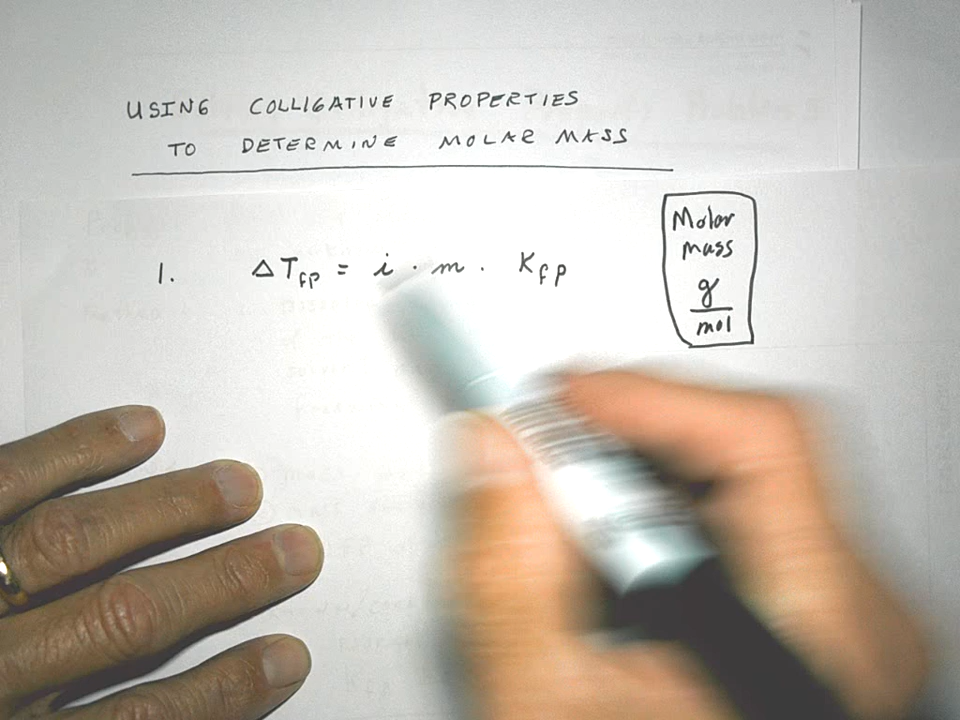 USING COLLIGATIVE PROPERTIES
TO DETERMINE MOLAR MASS
1. ΔTfp = i · m · Kfp
Molar
mass
g
mol